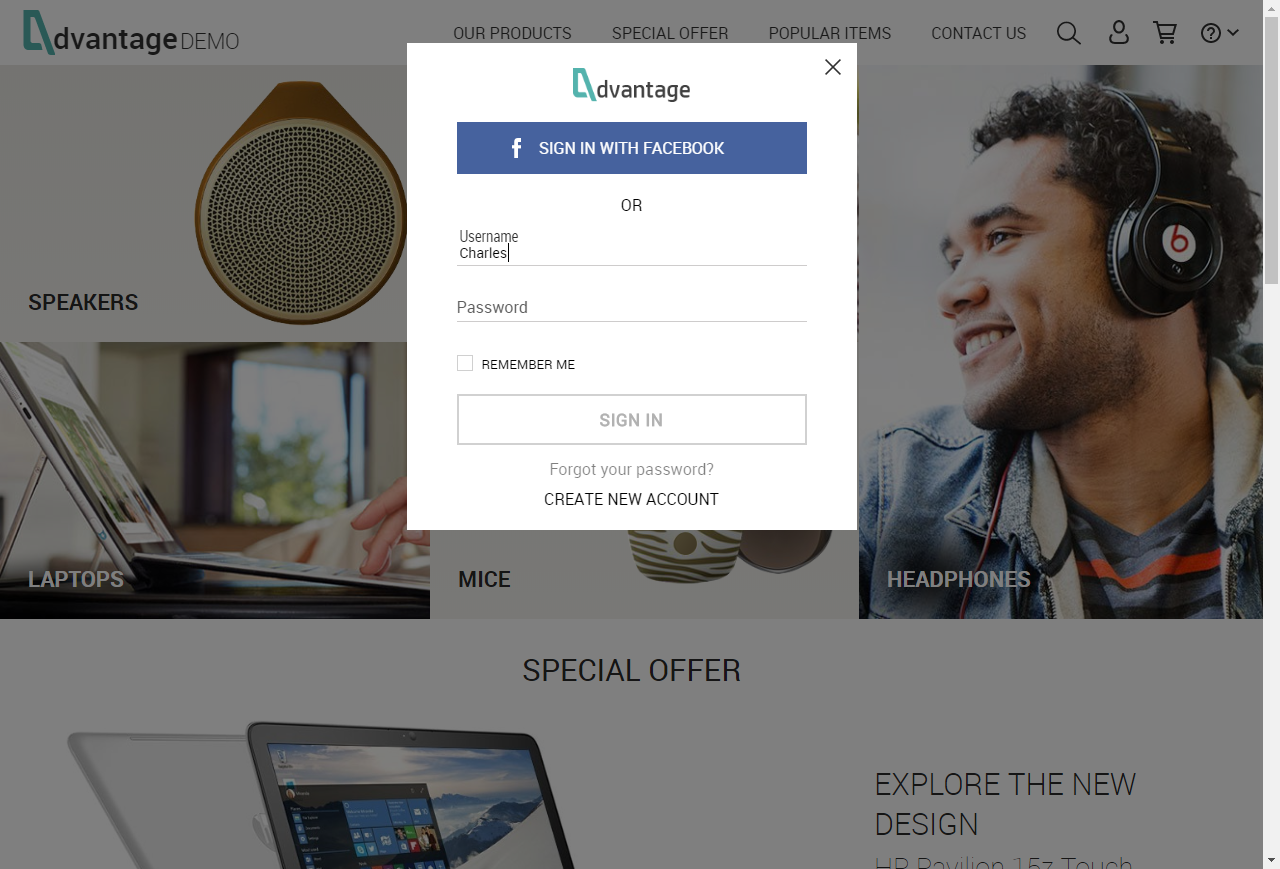 dvantage DEMO
OUR PRODUCTS
SPECIAL OFFER
POPULAR ITEMS
CONTACT US
dvantage
SIGN IN WITH FACEBOOK
OR
Username
Charles
Password
REMEMBER ME
SIGN IN
Forgot your password?
CREATE NEW ACCOUNT
SPEAKERS
LAPTOPS
MICE
HEADPHONES
SPECIAL OFFER
EXPLORE THE NEW
DESIGN
HP Pavilion 15z Touch